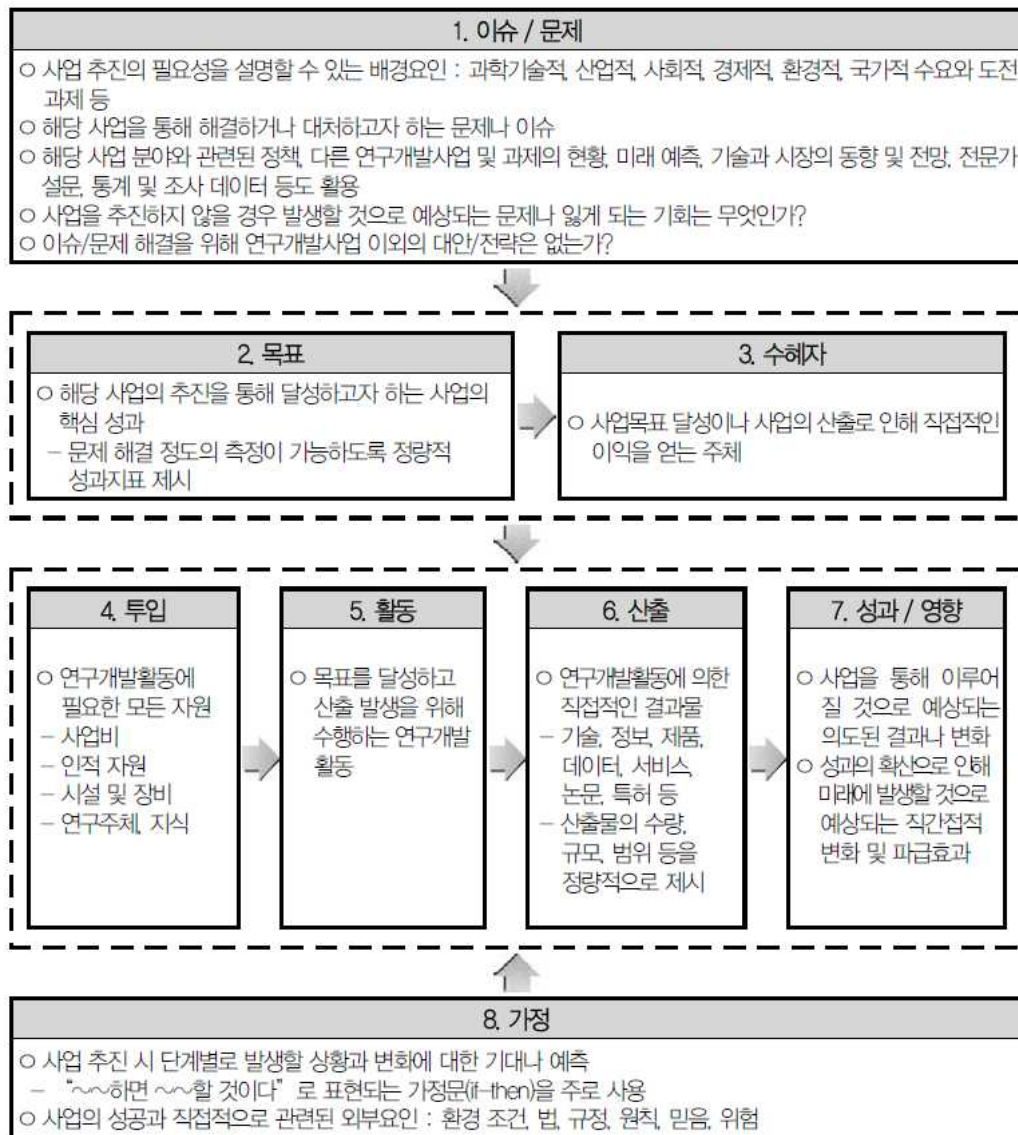 1. 이슈 / 문제
○ 사업 추진의 필요성을 설명할 수 있는 배경요인 : 과학기술적, 산업적, 사회적, 경제적, 환경적, 국가적 수요와 도전
과제 등
○ 해당 사업을 통해 해결하거나 대처하고자 하는 문제나 이슈
○ 해당 사업 분야와 관련된 정책, 다른 연구개발사업 및 과제의 현황, 미래 예측, 기술과 시장의 동향 및 전망, 전문가
설문, 통계 및 조사 데이터 등도 활용
○ 사업을 추진하지 않을 경우 발생할 것으로 예상되는 문제나 잃게 되는 기회는 무엇인가?
○ 이슈/문제 해결을 위해 연구개발사업 이외의 대안/전략은 없는가?
2. 목표
○ 해당 사업의 추진을 통해 달성하고자 하는 사업의
핵심 성과
– 문제 해결 정도의 측정이 가능하도록 정량적
성과지표 제시
3. 수혜자
○ 사업목표 달성이나 사업의 산출로 인해 직접적인
이익을 얻는 주체
4. 투입
○ 연구개발활동에
필요한 모든 자원
– 사업비
– 인적 자원
– 시설 및 장비
– 연구주체, 지식
5. 활동
○ 목표를 달성하고
산출 발생을 위해
수행하는 연구개발
활동
6. 산출
○ 연구개발활동에 의한
직접적인 결과물
– 기술, 정보, 제품,
데이터, 서비스,
논문, 특허 등
– 산출물의 수량,
규모, 범위 등을
정량적으로 제시
7. 성과 / 영향
○ 사업을 통해 이루어
질 것으로 예상되는
의도된 결과나 변화
○ 성과의 확산으로 인해
미래에 발생할 것으로
예상되는 직간접적
변화 및 파급효과
8. 가정
○ 사업 추진 시 단계별로 발생할 상황과 변화에 대한 기대나 예측
– “~~하면 ~~할 것이다” 로 표현되는 가정문(if-then)을 주로 사용
○ 사업의 성공과 직접적으로 관련된 외부요인 : 환경 조건, 법, 규정, 원칙, 믿음, 위험